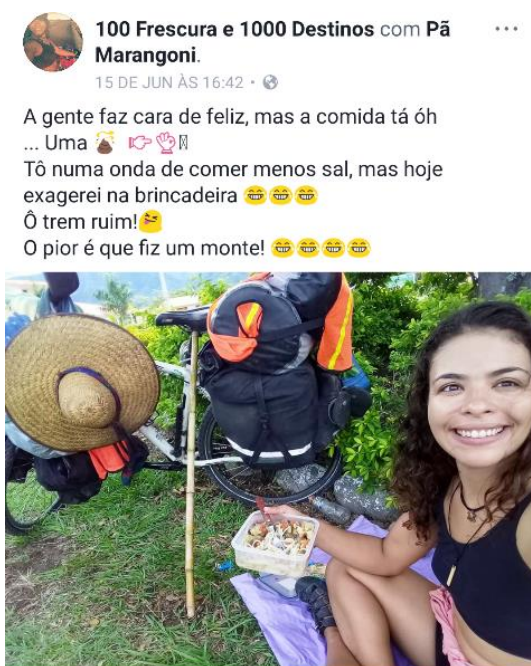 100 Frescura e 1000 Destinos com Pã
Marangoni.
15 DE JUN ÀS 16:42
A gente faz cara de feliz, mas a comida tá óh
... Uma
Tô numa onda de comer menos sal, mas hoje
exagerei na brincadeira 😂😂😂
Ô trem ruim!😝
O pior é que fiz um monte! 😂😂😂😂